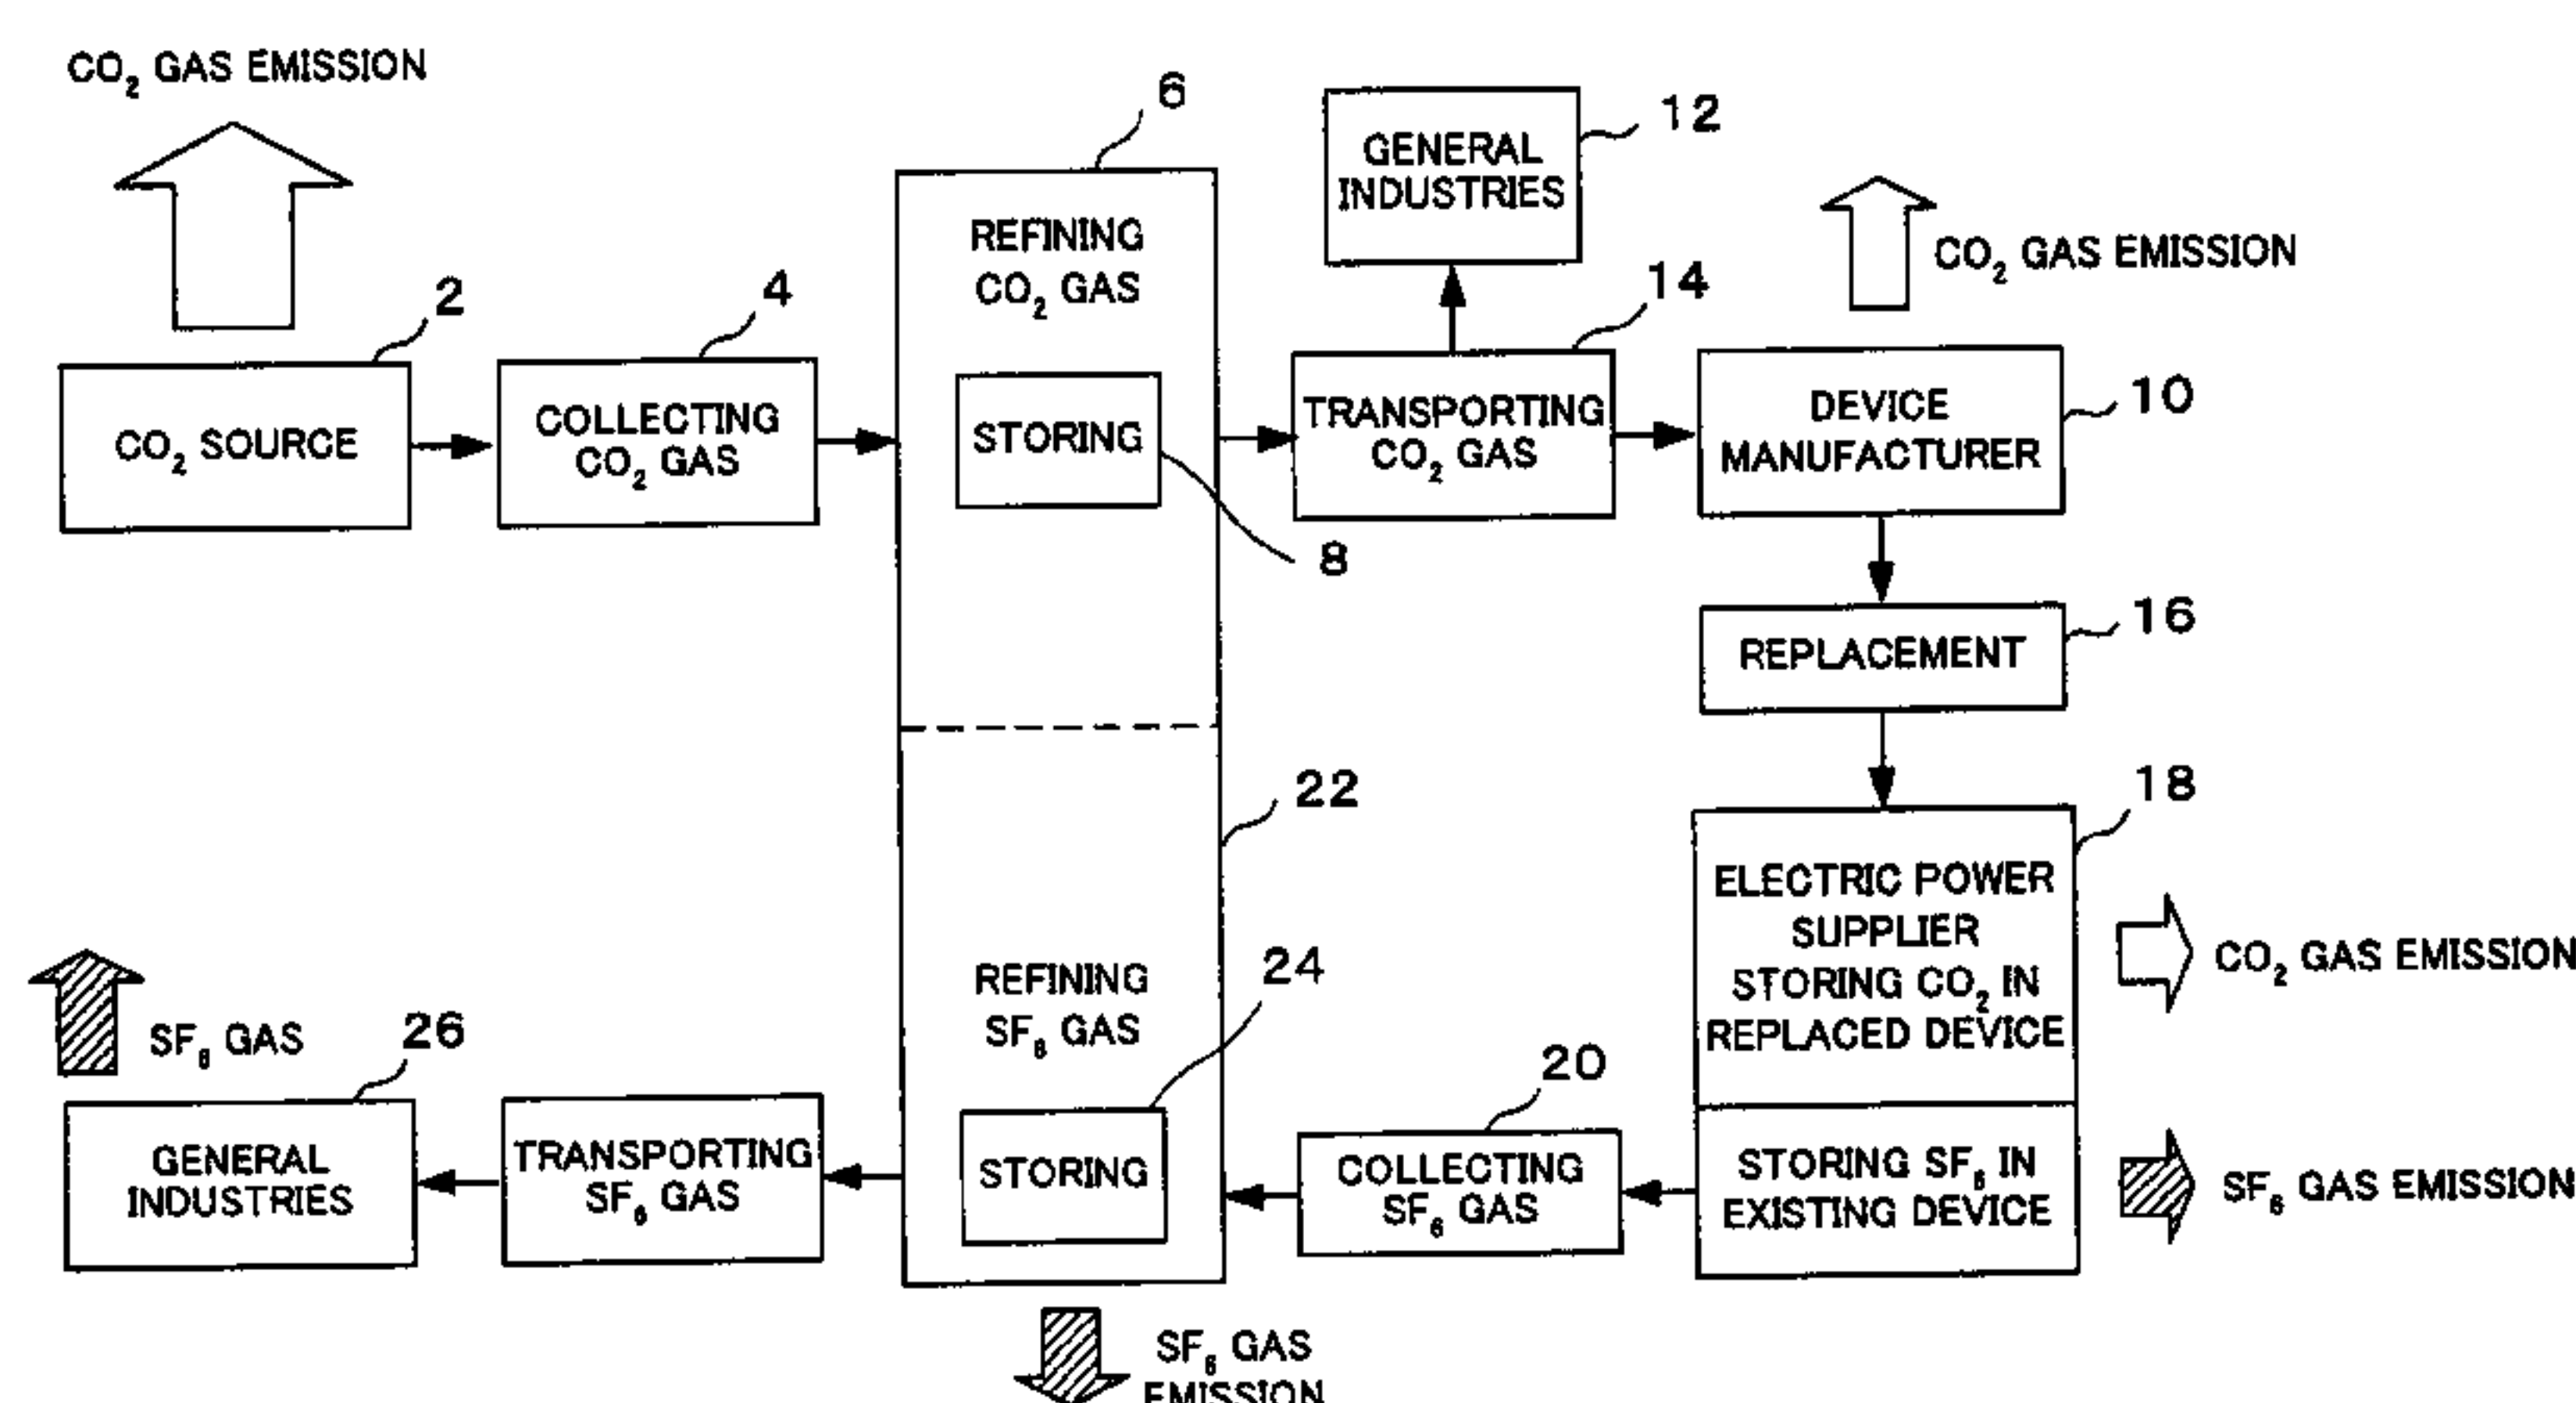 CO₂ GAS EMISSION
6
12
GENERAL
INDUSTRIES
REFINING
CO₂ GAS
CO₂ GAS EMISSION
2
4
14
10
CO₂ SOURCE
COLLECTING
CO₂ GAS
STORING
TRANSPORTING
CO₂ GAS
DEVICE
MANUFACTURER
8
16
REPLACEMENT
22
18
ELECTRIC POWER
SUPPLIER
STORING CO₂ IN
REPLACED DEVICE
CO₂ GAS EMISSION
24
REFINING
SF₆ GAS
SF₆ GAS
26
20
GENERAL
INDUSTRIES
TRANSPORTING
SF₆ GAS
STORING
COLLECTING
SF₆ GAS
STORING SF₆ IN
EXISTING DEVICE
SF₆ GAS EMISSION
SF₆ GAS
EMISSION